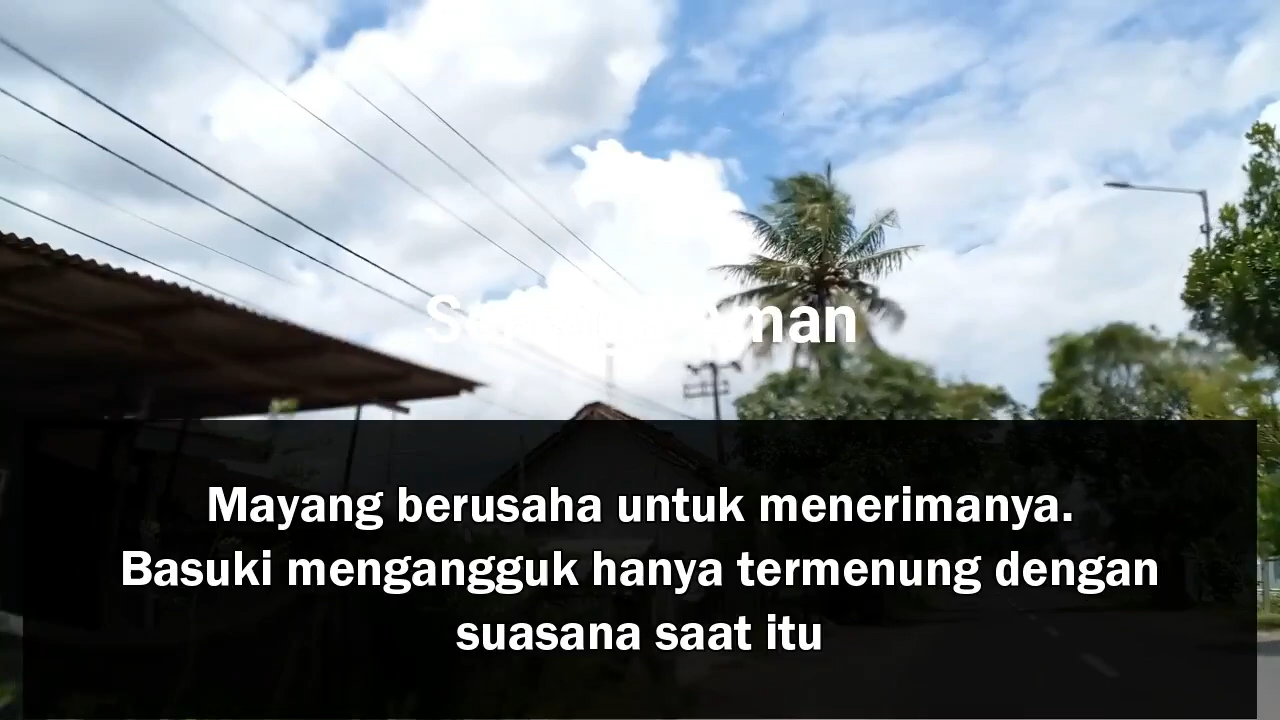 Mayang berusaha untuk menerimanya.
Basuki mengangguk hanya termenung dengan
suasana saat itu